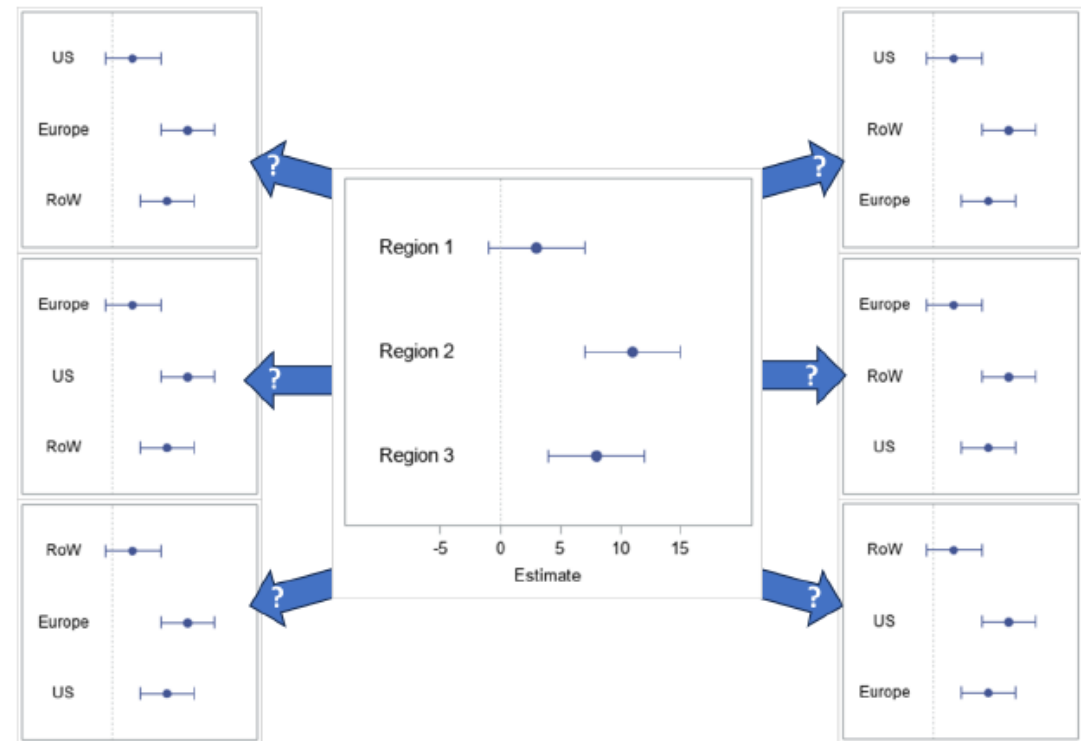 US
Europe
RoW
?
Europe
US
RoW
?
RoW
Europe
US
?
Region 1
Region 2
Region 3
-5 0 5 10 15
Estimate
US
RoW
Europe
?
Europe
RoW
US
?
RoW
US
Europe
?